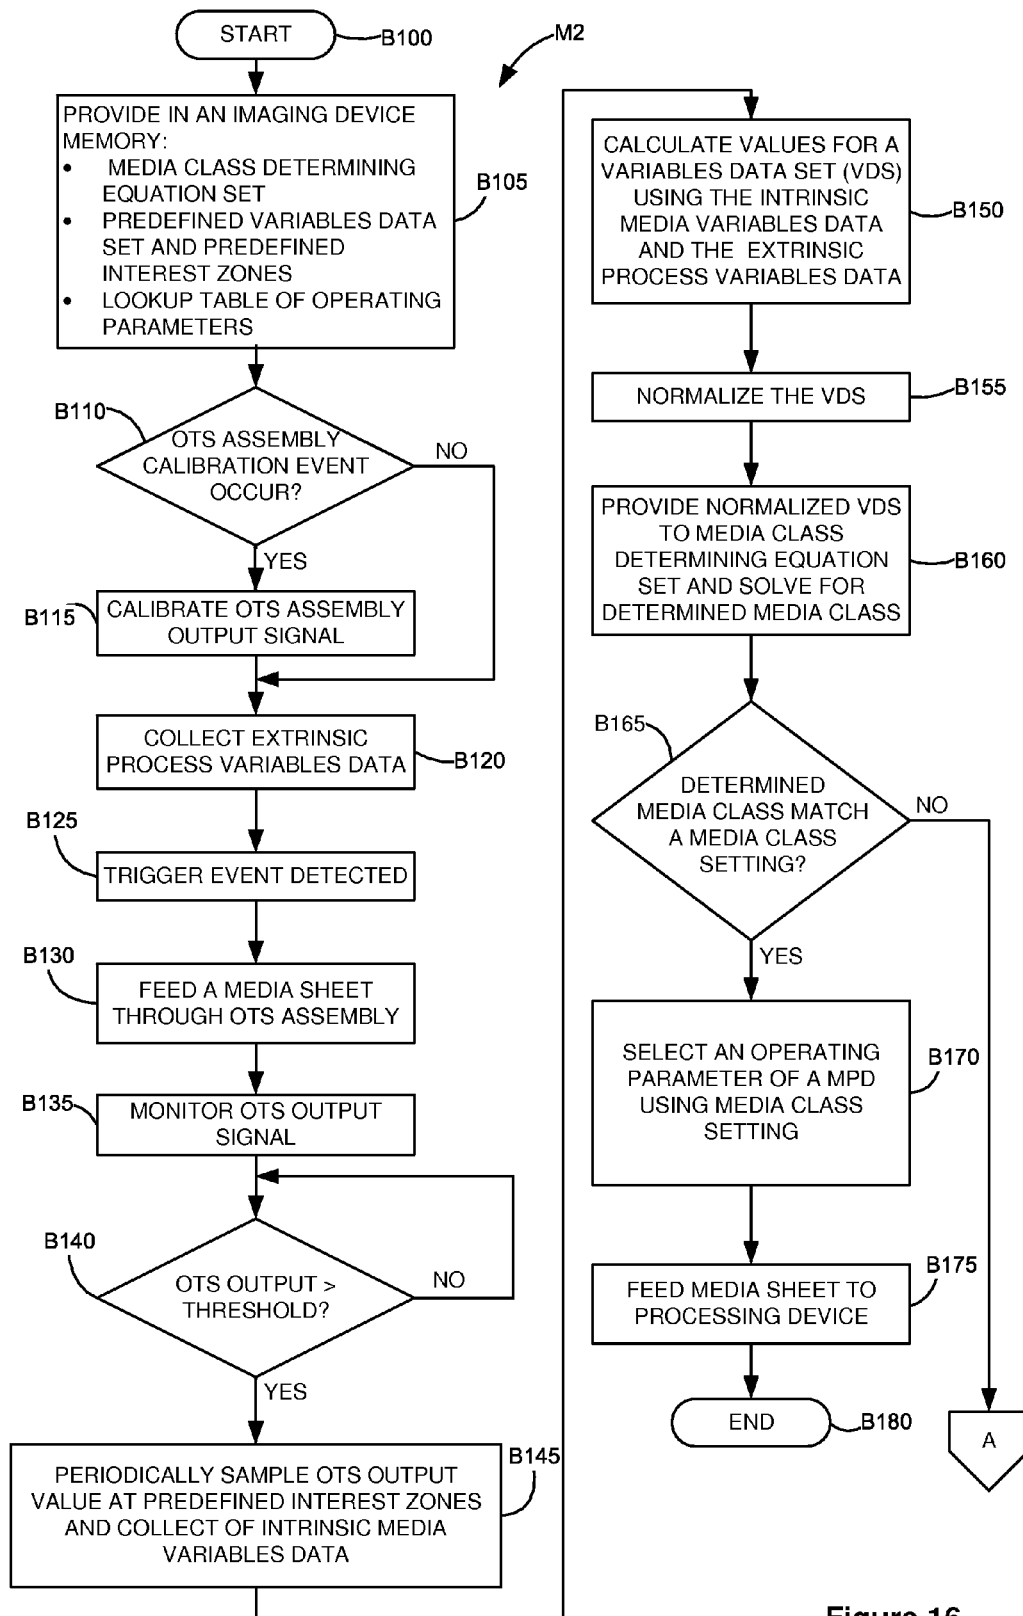 START
B100
M2
PROVIDE IN AN IMAGING DEVICE
MEMORY:
• MEDIA CLASS DETERMINING
EQUATION SET
• PREDEFINED VARIABLES DATA
SET AND PREDEFINED
INTEREST ZONES
• LOOKUP TABLE OF OPERATING
PARAMETERS
B105
B110
OTS ASSEMBLY
CALIBRATION EVENT
OCCUR?
NO
YES
B115
CALIBRATE OTS ASSEMBLY
OUTPUT SIGNAL
COLLECT EXTRINSIC
PROCESS VARIABLES DATA
B120
B125
TRIGGER EVENT DETECTED
B130
FEED A MEDIA SHEET
THROUGH OTS ASSEMBLY
B135
MONITOR OTS OUTPUT
SIGNAL
B140
OTS OUTPUT >
THRESHOLD?
NO
YES
B145
PERIODICALLY SAMPLE OTS OUTPUT
VALUE AT PREDEFINED INTEREST ZONES
AND COLLECT OF INTRINSIC MEDIA
VARIABLES DATA
CALCULATE VALUES FOR A
VARIABLES DATA SET (VDS)
USING THE INTRINSIC
MEDIA VARIABLES DATA
AND THE EXTRINSIC
PROCESS VARIABLES DATA
B150
NORMALIZE THE VDS
B155
PROVIDE NORMALIZED VDS
TO MEDIA CLASS
DETERMINING EQUATION
SET AND SOLVE FOR
DETERMINED MEDIA CLASS
B160
B165
DETERMINED
MEDIA CLASS MATCH
A MEDIA CLASS
SETTING?
NO
YES
SELECT AN OPERATING
PARAMETER OF A MPD
USING MEDIA CLASS
SETTING
B170
FEED MEDIA SHEET TO
PROCESSING DEVICE
B175
END
B180
A
Figure 16